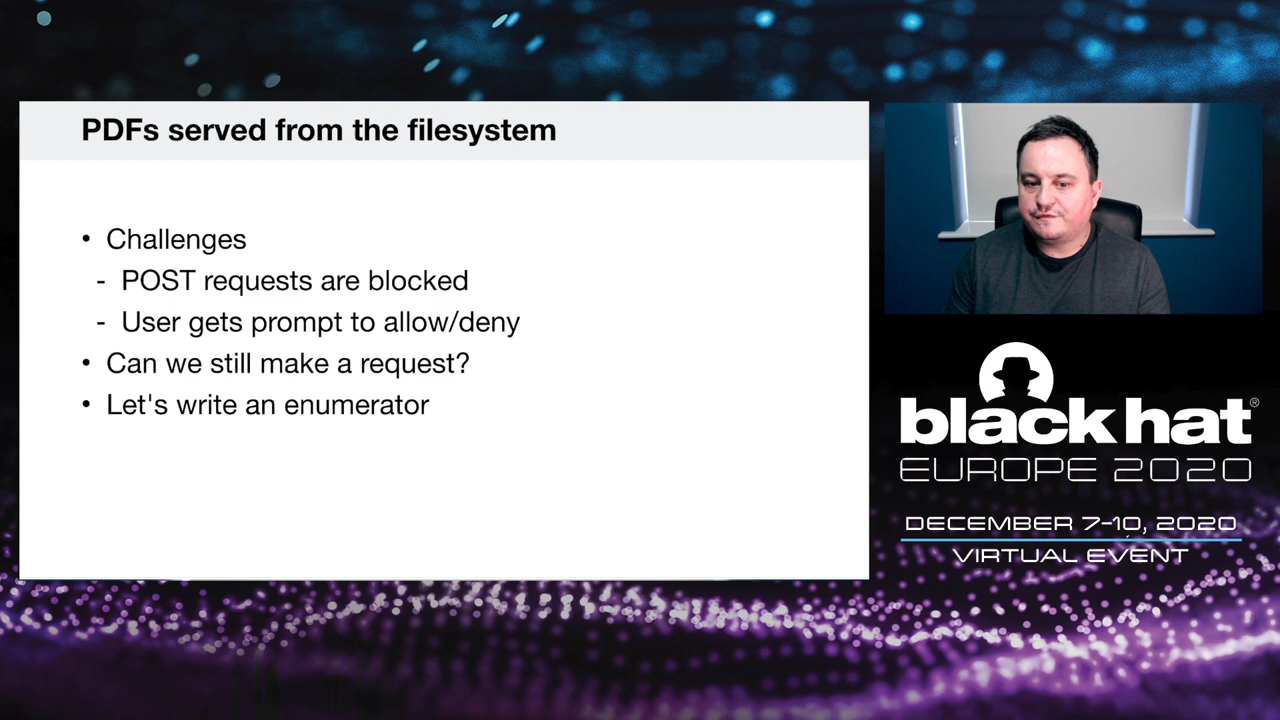 PDFs served from the filesystem
• Challenges
- POST requests are blocked
- User gets prompt to allow/deny
• Can we still make a request?
• Let's write an enumerator
black hat®
EUROPE 2020
DECEMBER 7-10, 2020
VIRTUAL EVENT